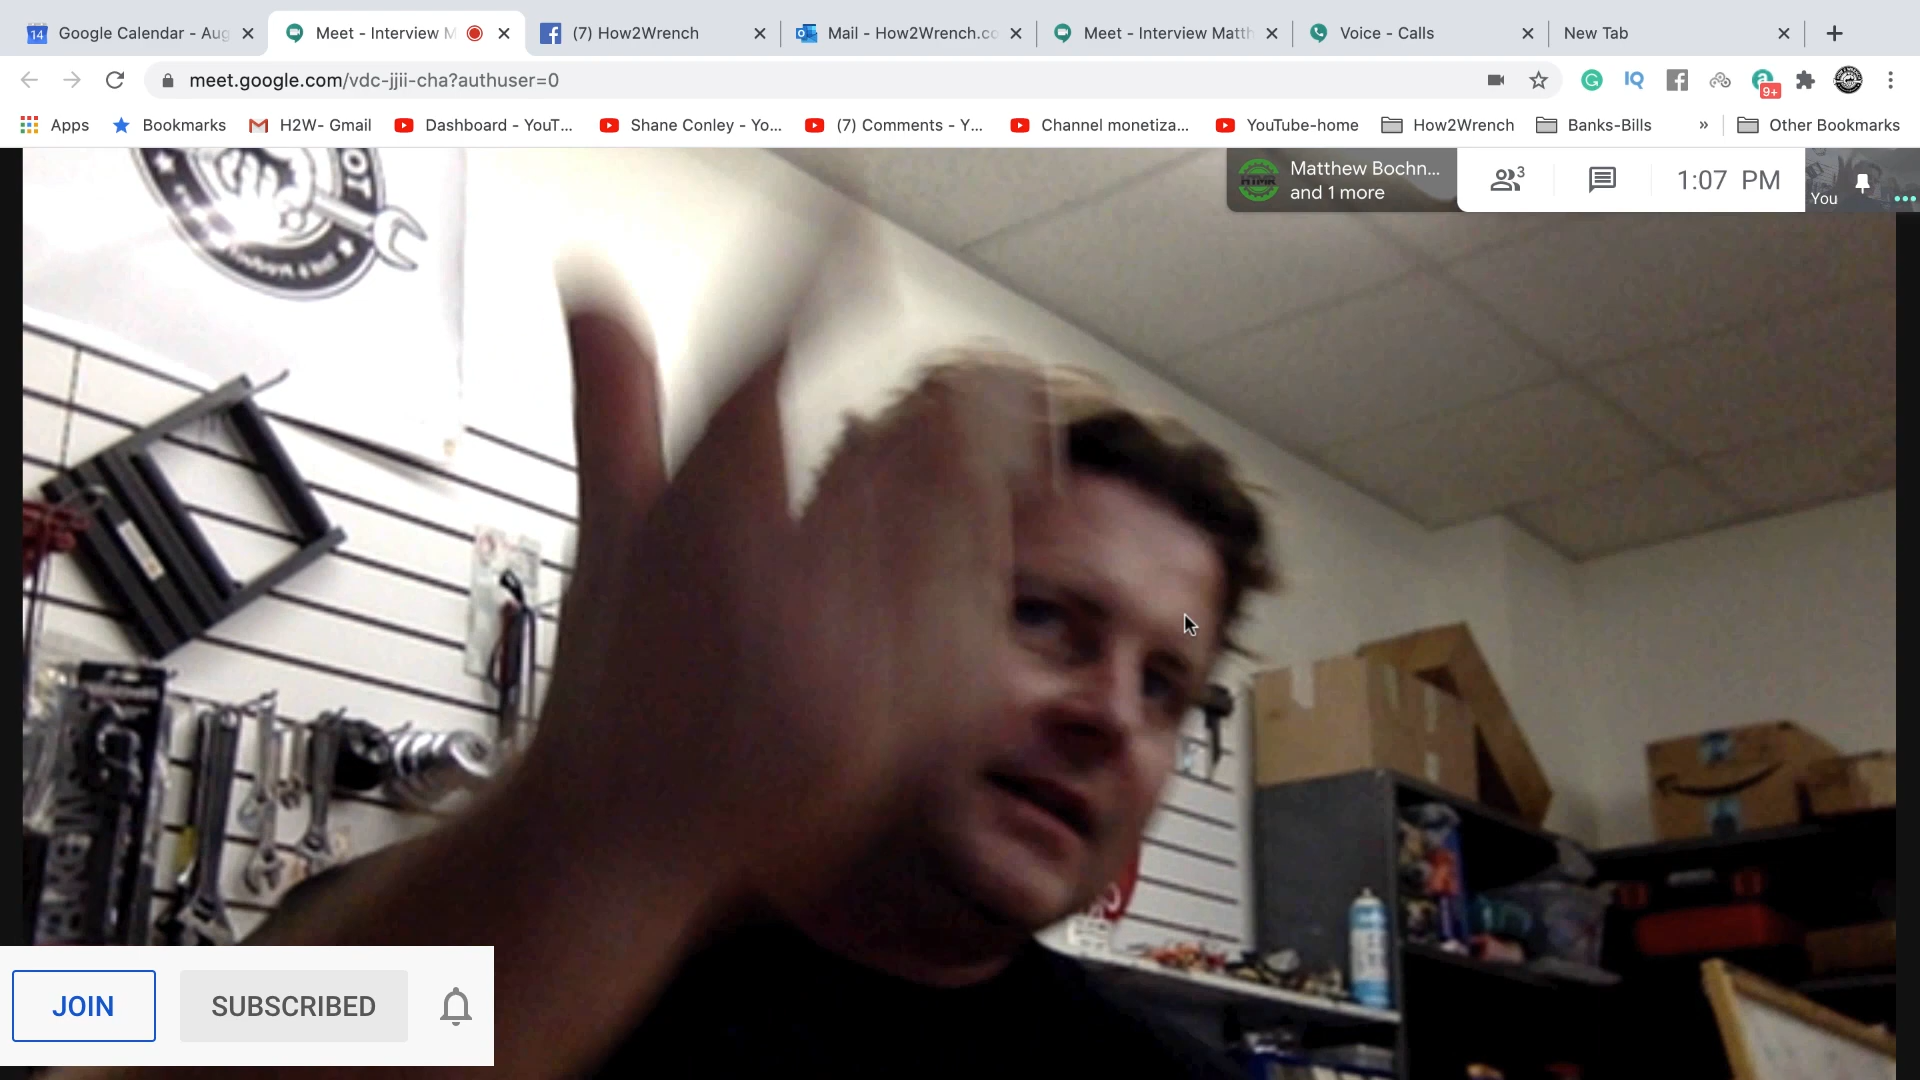 Google Calendar - Aug
Meet - Interview M
(7) How2Wrench
Mail - How2Wrench.co
Meet - Interview Matth
Voice - Calls
New Tab
meet.google.com/vdc-jjii-cha?authuser=0
9+
Apps
Bookmarks
H2W- Gmail
Dashboard - YouT...
Shane Conley - Yo...
(7) Comments - Y...
Channel monetiza...
YouTube-home
How2Wrench
Banks-Bills
»
Other Bookmarks
Matthew Bochn...
and 1 more
3
1:07 PM
You
JOIN
SUBSCRIBED